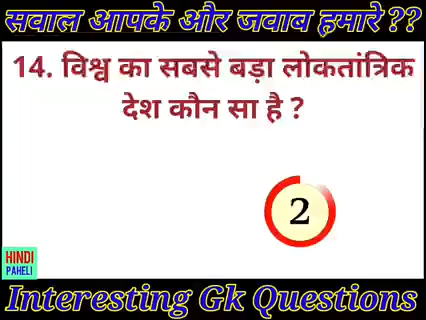 सवाल आपके और जवाब हमारे ??
14. विश्व का सबसे बड़ा लोकतांत्रिक
देश कौन सा है ?
2
HINDI
PAHELI
Interesting Gk Questions